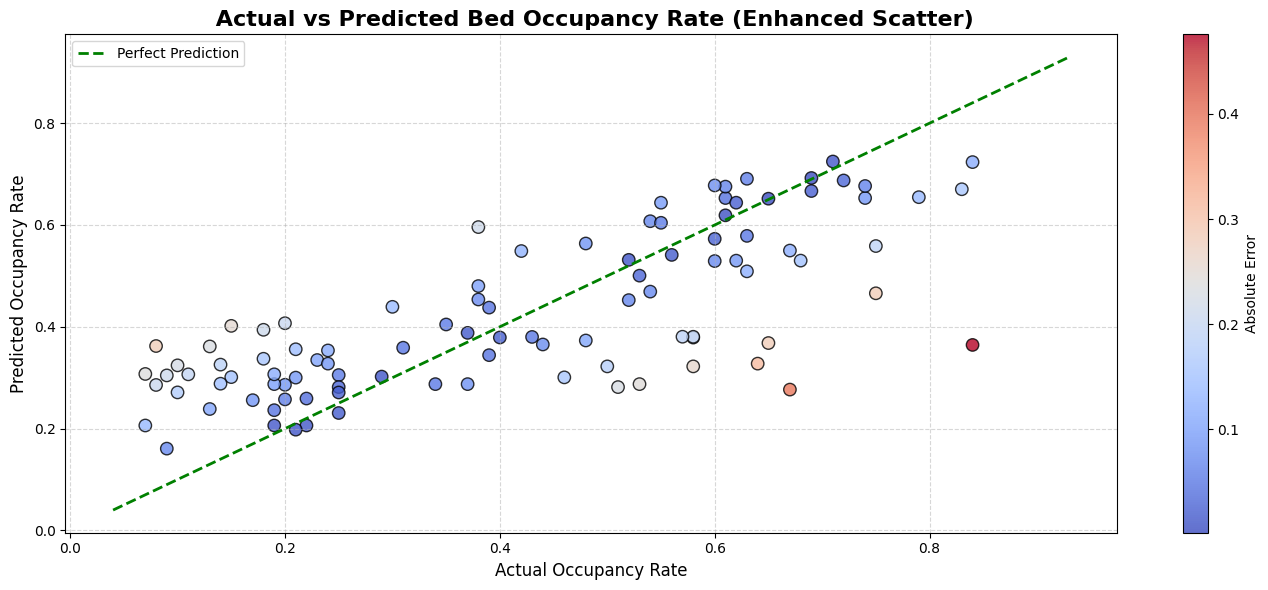 Actual vs Predicted Bed Occupancy Rate (Enhanced Scatter)
Perfect Prediction
Predicted Occupancy Rate
0.8
0.6
0.4
0.2
0.0
0.0 0.2 0.4 0.6 0.8
Actual Occupancy Rate
0.4
0.3
0.2
0.1
Absolute Error